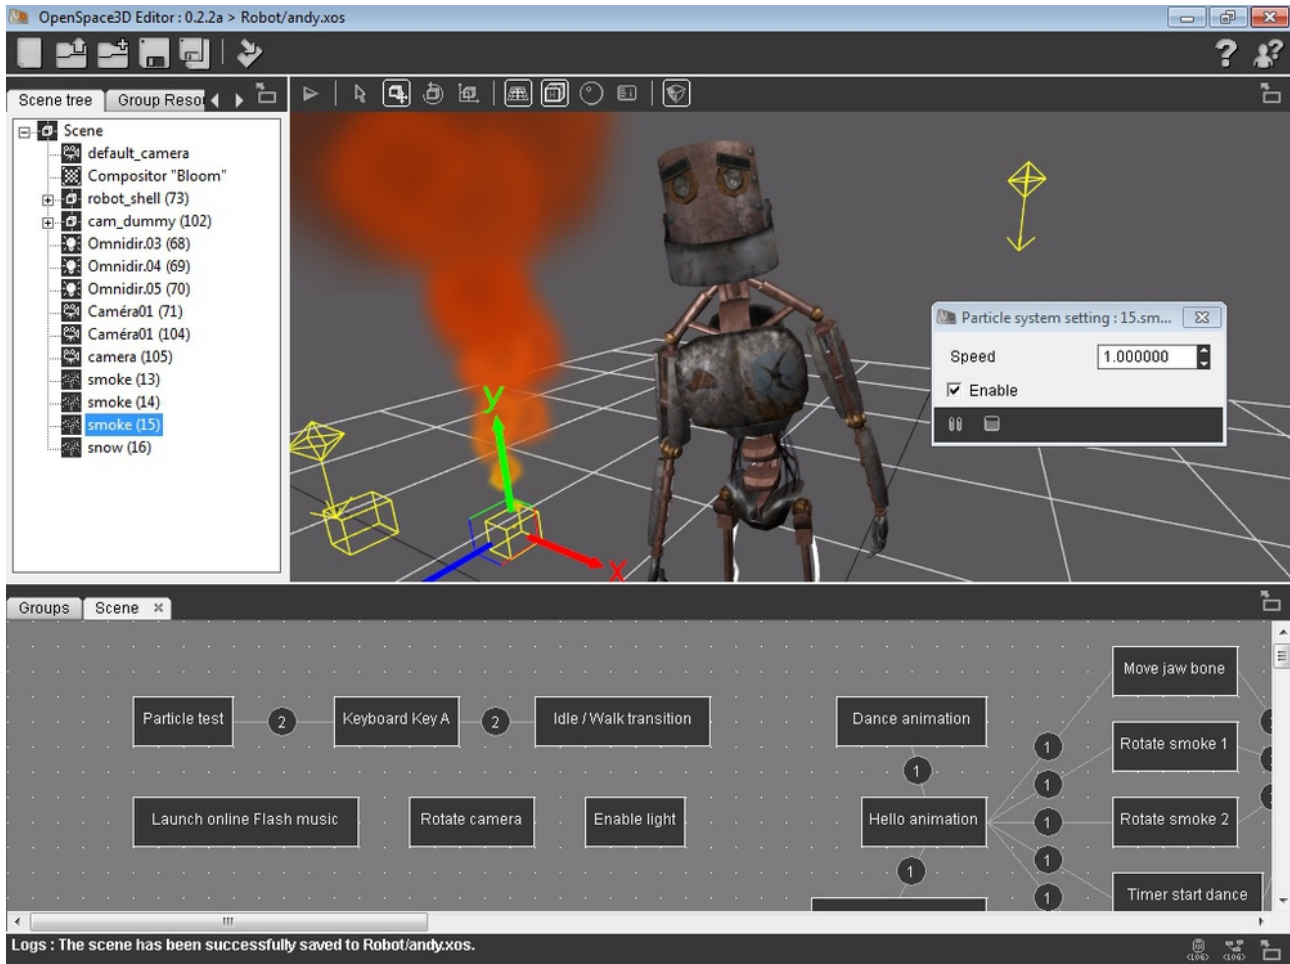 OpenSpace3D Editor : 0.2.2a > Robot/andy.xos
Scene tree
Group Resou
Scene
default_camera
Compositor "Bloom"
robot_shell (73)
cam_dummy (102)
Omnidir.03 (68)
Omnidir.04 (69)
Omnidir.05 (70)
Caméra01 (71)
Caméra01 (104)
camera (105)
smoke (13)
smoke (14)
smoke (15)
snow (16)
y
x
Particle system setting : 15.sm...
Speed
1.000000
Enable
Groups
Scene
Particle test
2
Keyboard Key A
2
Idle / Walk transition
Dance animation
Move jaw bone
1
1
Rotate smoke 1
1
Launch online Flash music
Rotate camera
Enable light
Hello animation
1
Rotate smoke 2
1
1
1
Timer start dance
Logs : The scene has been successfully saved to Robot/andy.xos.
<LOG>
<LOG>